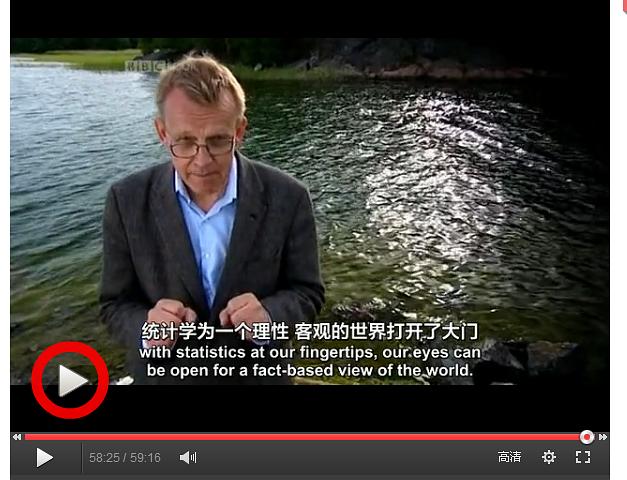 BBC
统计学为一个理性 客观的世界打开了大门
with statistics at our fingertips, our eyes can
be open for a fact-based view of the world.
58:25 / 59:16
高清